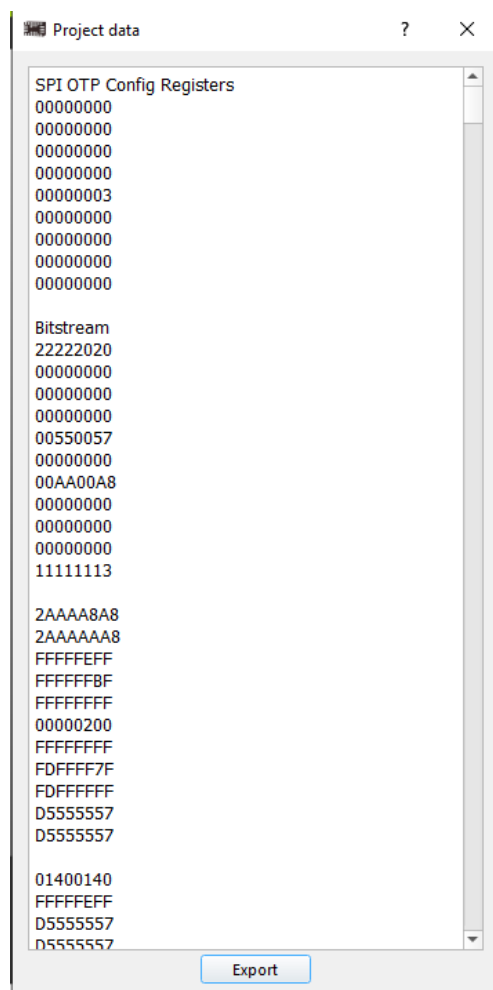 Project data
?
SPI OTP Config Registers
00000000
00000000
00000000
00000000
00000003
00000000
00000000
00000000
00000000
Bitstream
22222020
00000000
00000000
00000000
00550057
00000000
00AA00A8
00000000
00000000
00000000
11111113
2AAAA8A8
2AAAAAA8
FFFFFEFF
FFFFFFBF
FFFFFFFF
00000200
FFFFFFFF
FDFFFF7F
FDFFFFFF
D5555557
D5555557
01400140
FFFFFEFF
D5555557
D5555557
Export